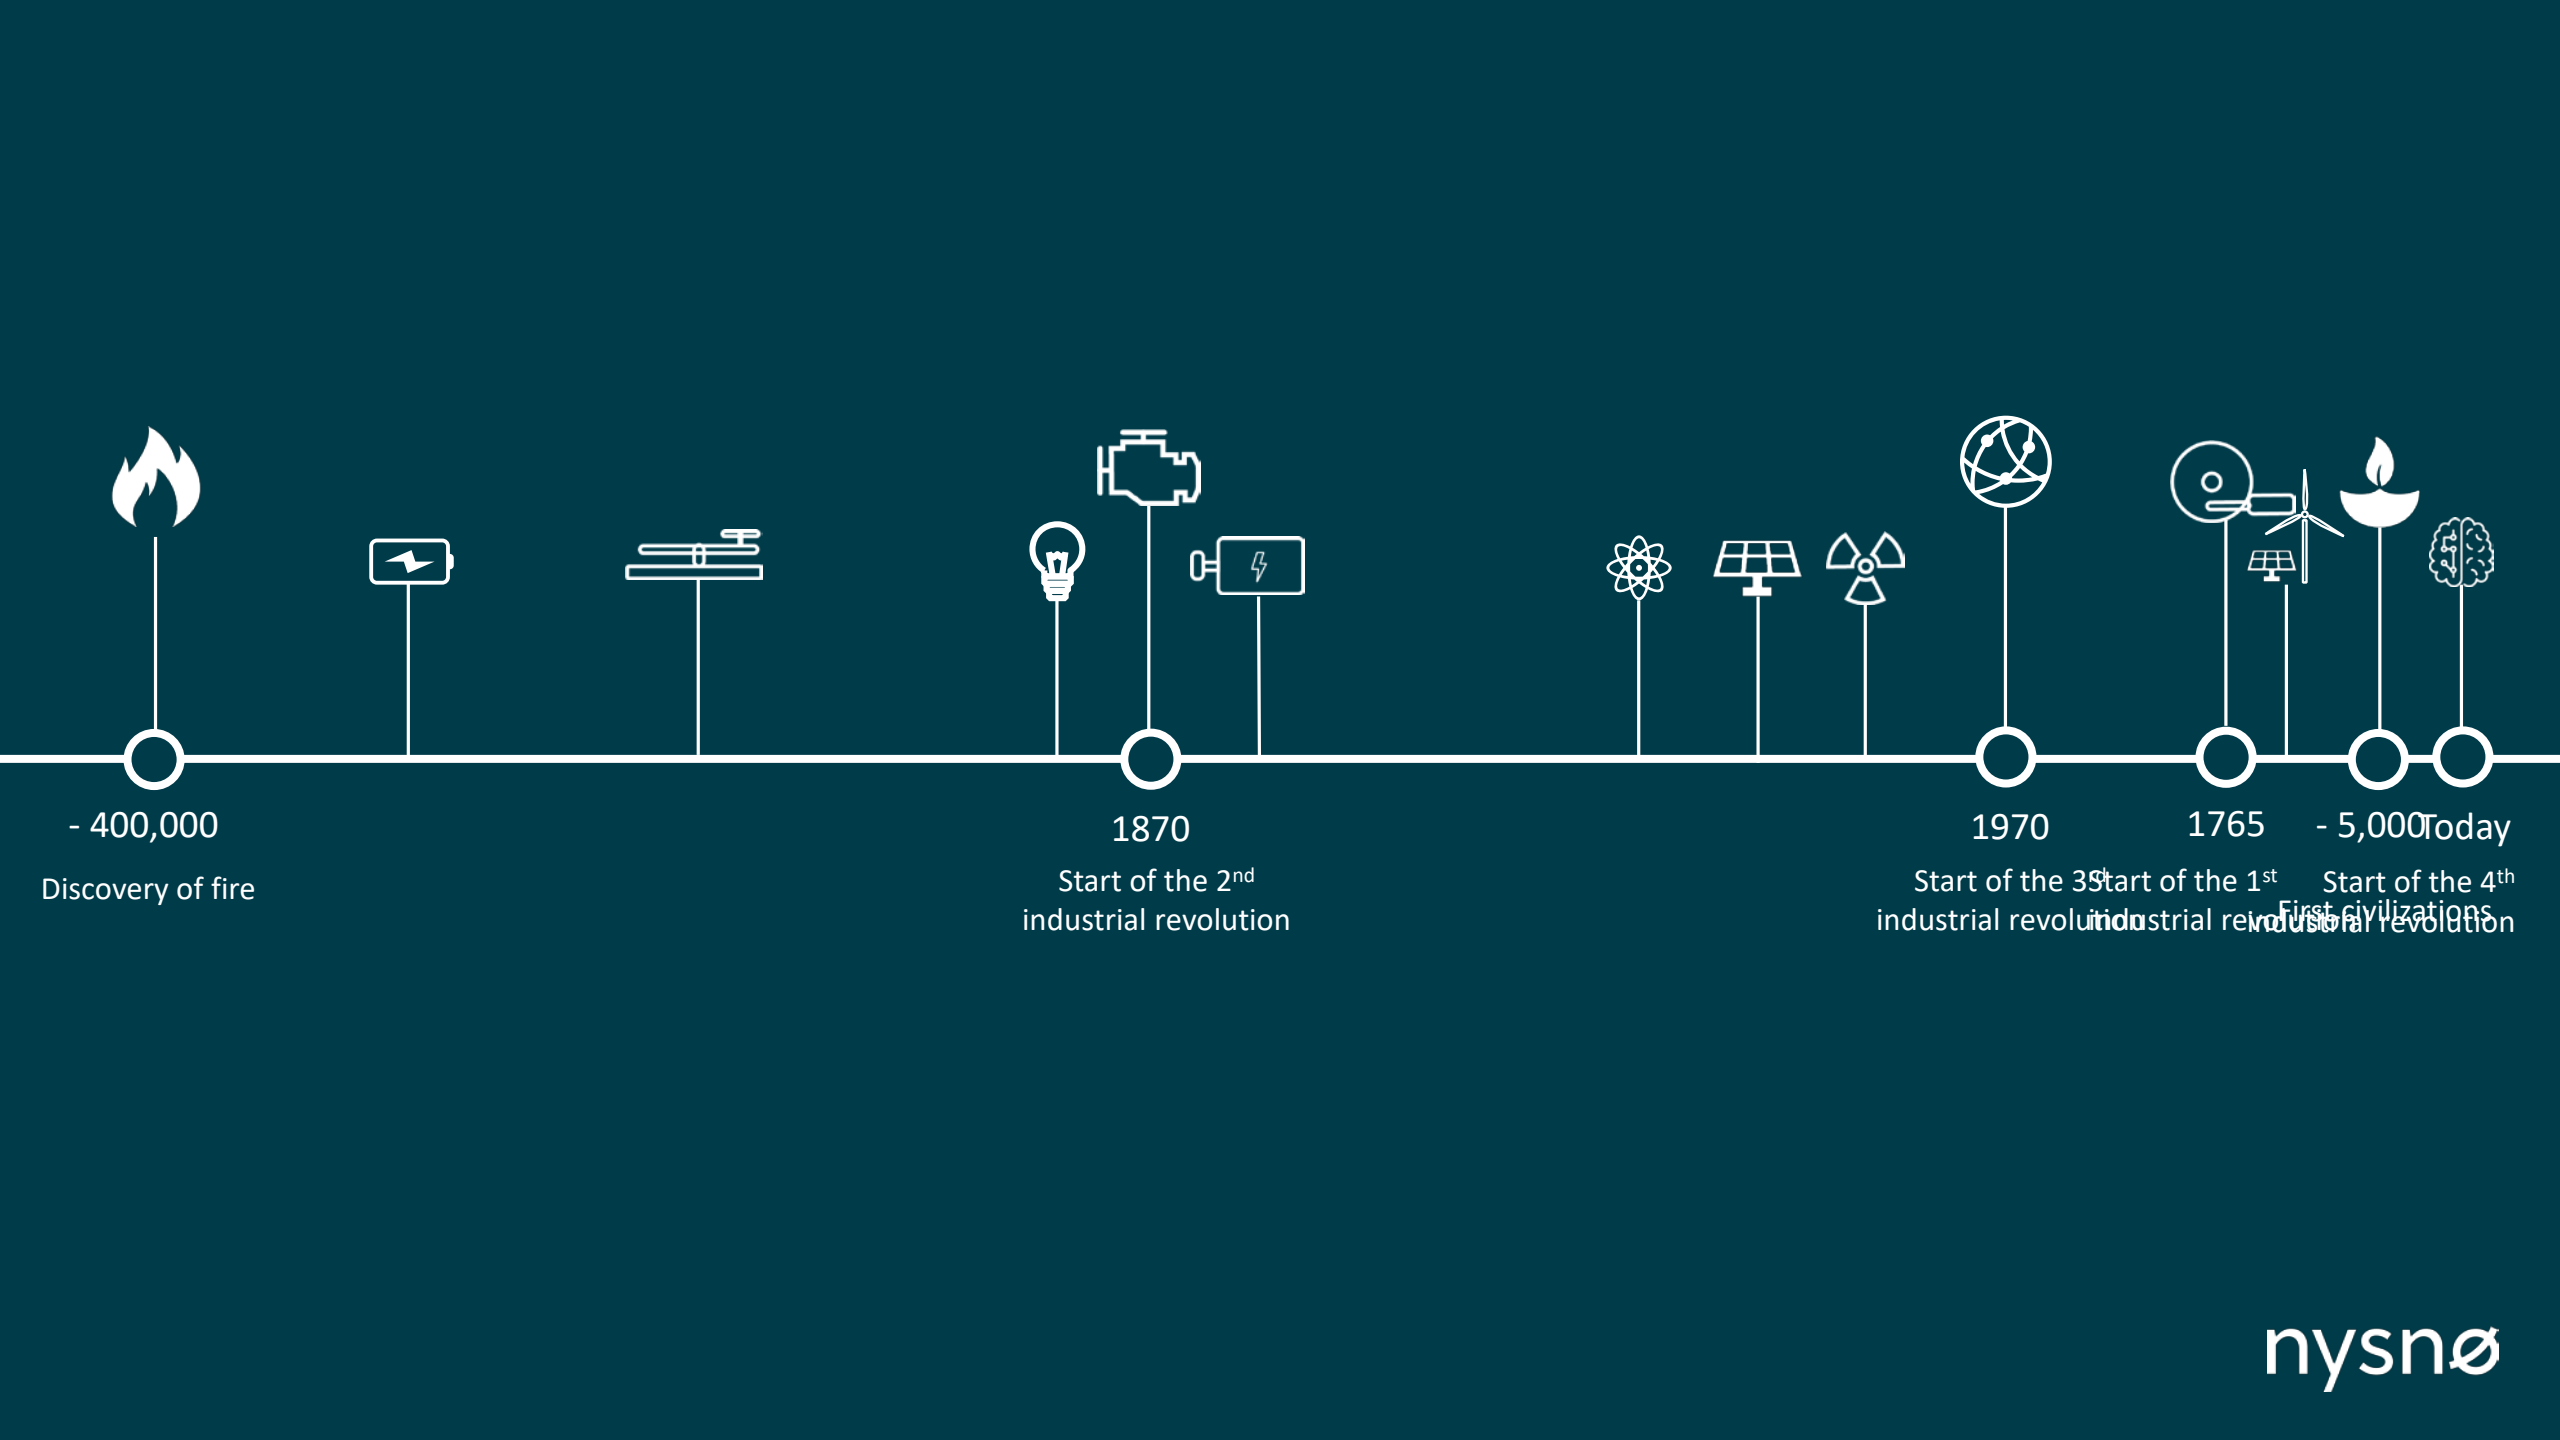 - 400,000
Discovery of fire
1870
Start of the 2nd
industrial revolution
1970
Start of the 3rd
industrial revolution
1765
Start of the 1st
industrial revolution
- 5,000
First civilizations
Today
Start of the 4th
industrial revolution
nysnø